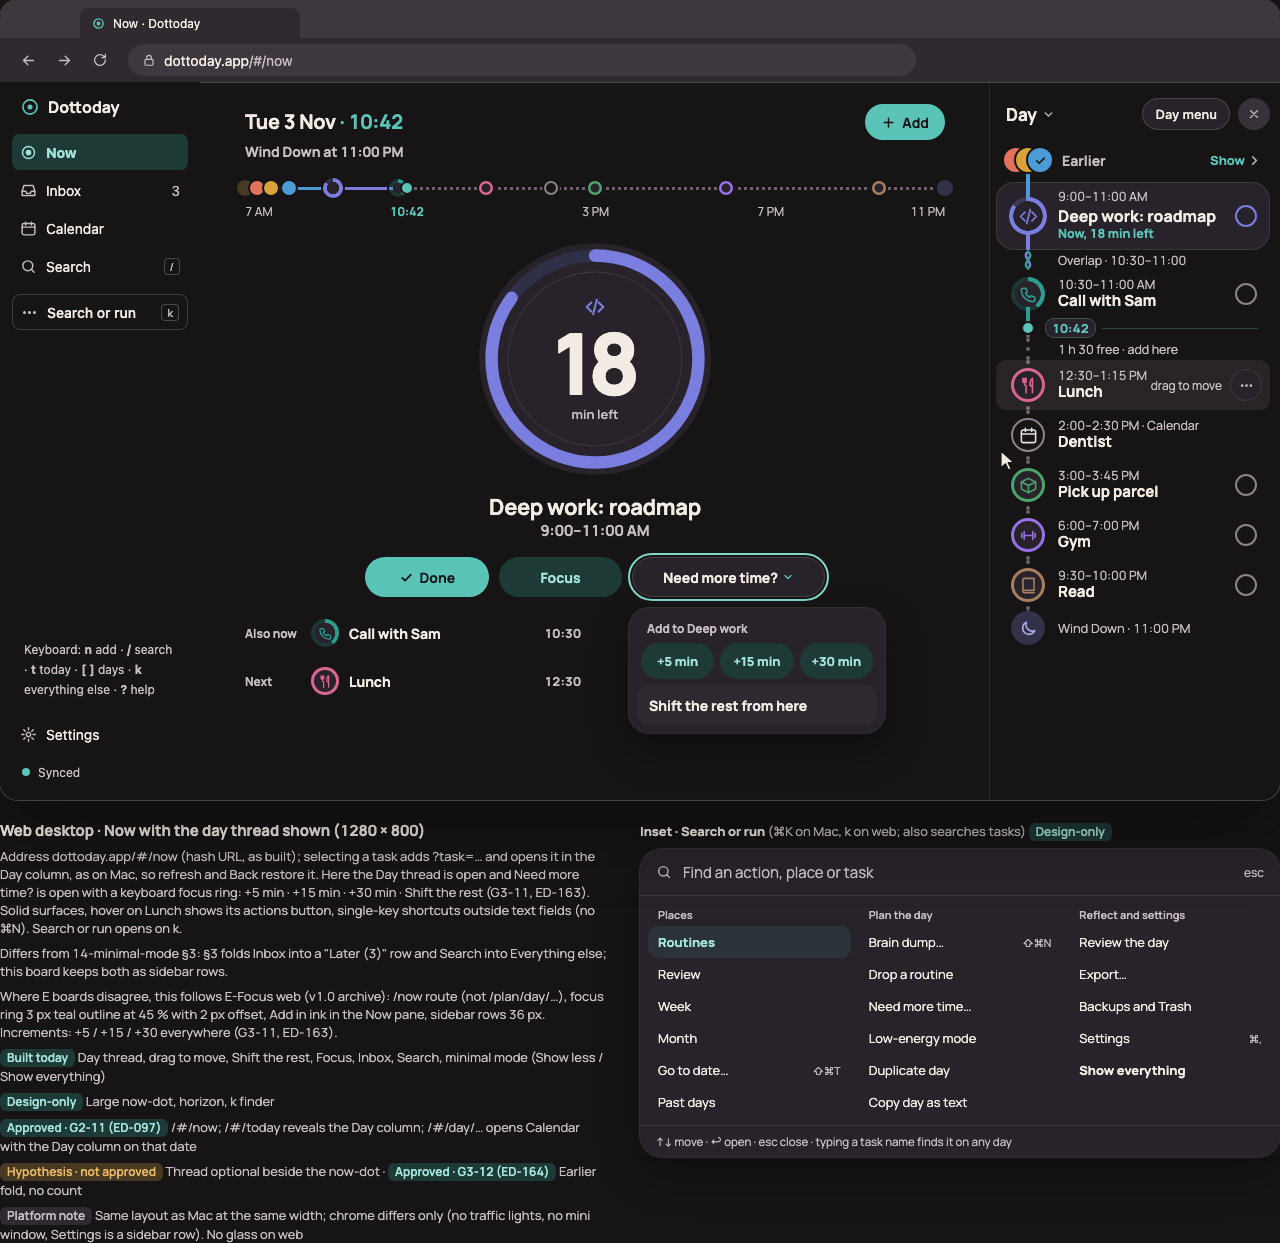 Now · Dottoday
dottoday.app/#/now
Dottoday
Now
Inbox 3
Calendar
Search /
Search or run k
Keyboard: n add · / search
· t today · [ ] days · k
everything else · ? help
Settings
Synced
Tue 3 Nov · 10:42
Wind Down at 11:00 PM
+ Add
7 AM 10:42 3 PM 7 PM 11 PM
18
min left
Deep work: roadmap
9:00–11:00 AM
Done
Focus
Need more time?
Also now Call with Sam 10:30
Next Lunch 12:30
Add to Deep work
+5 min +15 min +30 min
Shift the rest from here
Day
Day menu
Earlier Show
9:00–11:00 AM
Deep work: roadmap
Now, 18 min left
Overlap · 10:30–11:00
10:30–11:00 AM
Call with Sam
10:42
1 h 30 free · add here
12:30–1:15 PM
Lunch
drag to move
2:00–2:30 PM · Calendar
Dentist
3:00–3:45 PM
Pick up parcel
6:00–7:00 PM
Gym
9:30–10:00 PM
Read
Wind Down · 11:00 PM
Web desktop · Now with the day thread shown (1280 × 800)
Address dottoday.app/#/now (hash URL, as built); selecting a task adds ?task=… and opens it in the
Day column, as on Mac, so refresh and Back restore it. Here the Day thread is open and Need more
time? is open with a keyboard focus ring: +5 min · +15 min · +30 min · Shift the rest (G3-11, ED-163).
Solid surfaces, hover on Lunch shows its actions button, single-key shortcuts outside text fields (no
⌘N). Search or run opens on k.
Differs from 14-minimal-mode §3: §3 folds Inbox into a "Later (3)" row and Search into Everything else;
this board keeps both as sidebar rows.
Where E boards disagree, this follows E-Focus web (v1.0 archive): /now route (not /plan/day/…), focus
ring 3 px teal outline at 45 % with 2 px offset, Add in ink in the Now pane, sidebar rows 36 px.
Increments: +5 / +15 / +30 everywhere (G3-11, ED-163).
Built today Day thread, drag to move, Shift the rest, Focus, Inbox, Search, minimal mode (Show less /
Show everything)
Design-only Large now-dot, horizon, k finder
Approved · G2-11 (ED-097) /#/now; /#/today reveals the Day column; /#/day/… opens Calendar
with the Day column on that date
Hypothesis · not approved Thread optional beside the now-dot · Approved · G3-12 (ED-164) Earlier
fold, no count
Platform note Same layout as Mac at the same width; chrome differs only (no traffic lights, no mini
window, Settings is a sidebar row). No glass on web
Inset · Search or run (⌘K on Mac, k on web; also searches tasks) Design-only
Find an action, place or task esc
Places
Routines
Review
Week
Month
Go to date… ⇧⌘T
Past days
Plan the day
Brain dump… ⇧⌘N
Drop a routine
Need more time…
Low-energy mode
Duplicate day
Copy day as text
Reflect and settings
Review the day
Export…
Backups and Trash
Settings ⌘,
Show everything
↑↓ move · ↩ open · esc close · typing a task name finds it on any day